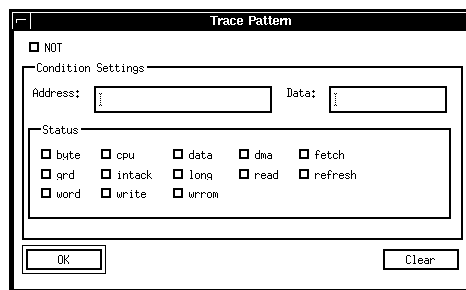 Trace Pattern
NOT
Condition Settings
Address: Data:
Status
byte cpu data dma fetch
grd intack long read refresh
word write wrrom
OK Clear